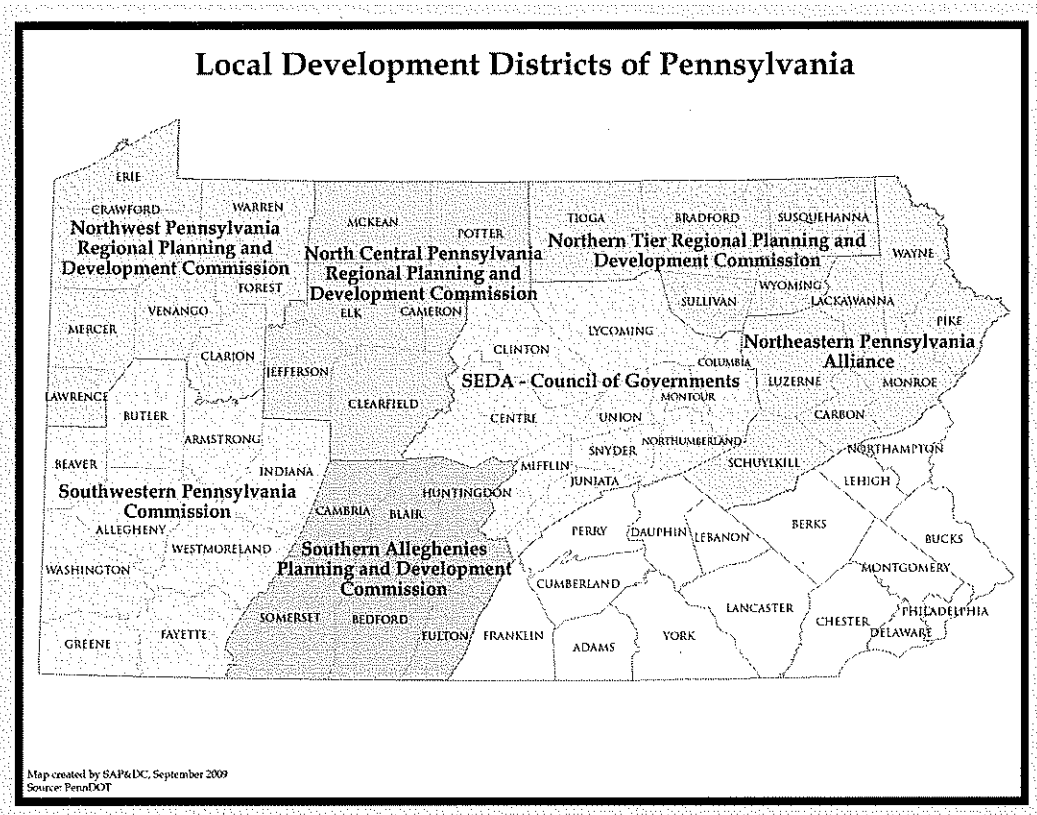 Local Development Districts of Pennsylvania
ERIE
CRAWFORD
WARREN
Northwest Pennsylvania
Regional Planning and
Development Commission
FOREST
VENANGO
MERCER
CLARION
LAWRENCE
MCKEAN
POTTER
North Central Pennsylvania
Regional Planning and
Development Commission
ELK
CAMERON
JEFFERSON
CLEARFIELD
TIOGA
BRADFORD
SUSQUEHANNA
Northern Tier Regional Planning and
Development Commission
SULLIVAN
WYOMING
WAYNE
LACKAWANNA
PIKE
Northeastern Pennsylvania
Alliance
LUZERNE
MONROE
CARBON
SCHUYLKILL
LYCOMING
CLINTON
COLUMBIA
SEDA - Council of Governments
MONTOUR
CENTRE
UNION
SNYDER
NORTHUMBERLAND
MIFFLIN
JUNIATA
BUTLER
ARMSTRONG
BEAVER
INDIANA
Southwestern Pennsylvania
Commission
ALLEGHENY
WESTMORELAND
WASHINGTON
GREENE
FAYETTE
HUNTINGDON
CAMBRIA
BLAIR
Southern Alleghenies
Planning and Development
Commission
SOMERSET
BEDFORD
FULTON
NORTHAMPTON
LEHIGH
PERRY
DAUPHIN
LEBANON
BERKS
BUCKS
CUMBERLAND
MONTGOMERY
LANCASTER
PHILADELPHIA
CHESTER
DELAWARE
FRANKLIN
ADAMS
YORK
Map created by SAP&DC, September 2009
Source: PennDOT